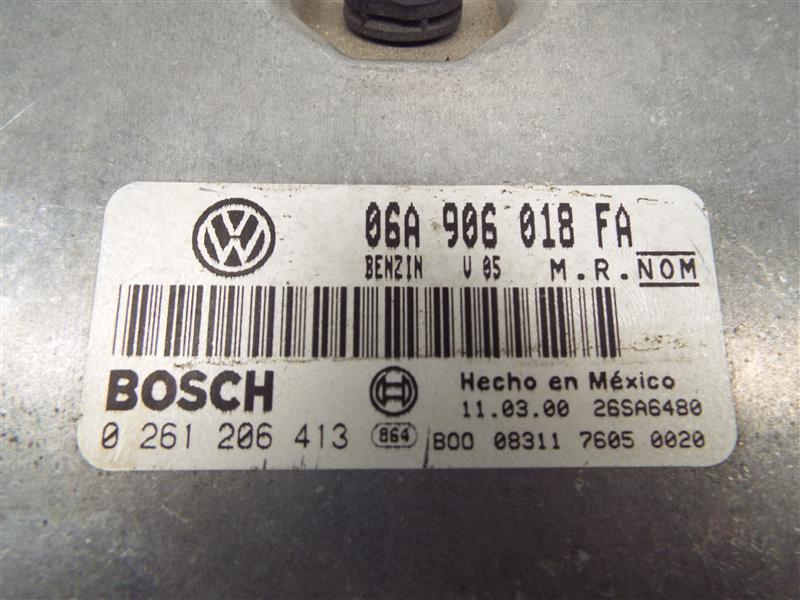 06A 906 018 FA
BENZIN V 05 M.R. NOM
BOSCH
Hecho en México
11.03.00 26SA6480
0 261 206 413 864 B00 08311 7605 0020